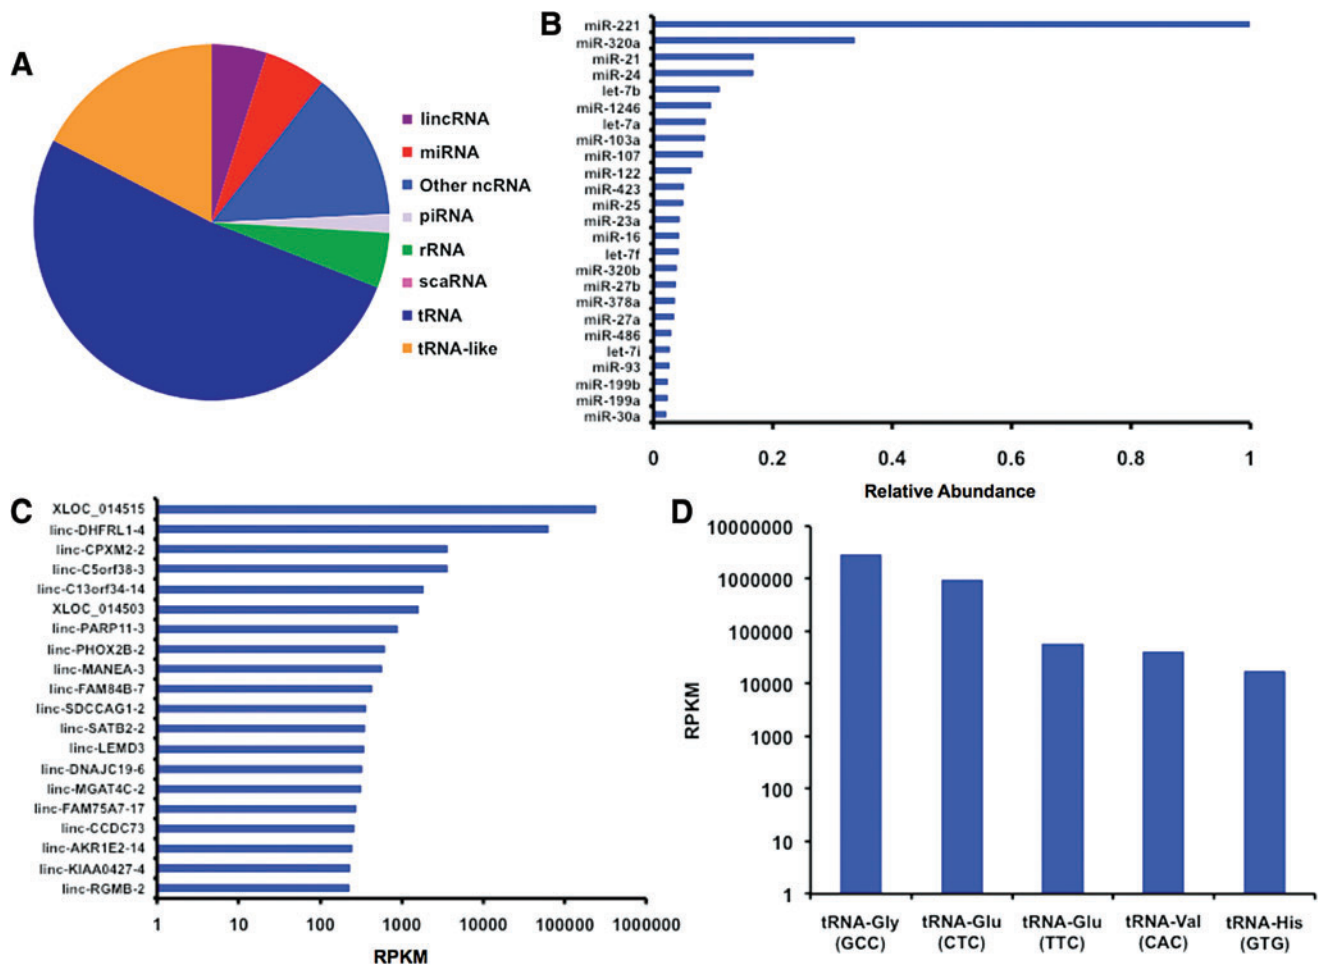 A
lincRNA
miRNA
Other ncRNA
piRNA
rRNA
scaRNA
tRNA
tRNA-like
B
miR-221
miR-320a
miR-21
miR-24
let-7b
miR-1246
let-7a
miR-103a
miR-107
miR-122
miR-423
miR-25
miR-23a
miR-16
let-7f
miR-320b
miR-27b
miR-378a
miR-27a
miR-486
let-7i
miR-93
miR-199b
miR-199a
miR-30a
0 0.2 0.4 0.6 0.8 1
Relative Abundance
C
XLOC_014515
linc-DHFRL1-4
linc-CPXM2-2
linc-C5orf38-3
linc-C13orf34-14
XLOC_014503
linc-PARP11-3
linc-PHOX2B-2
linc-MANEA-3
linc-FAM84B-7
linc-SDCCAG1-2
linc-SATB2-2
linc-LEMD3
linc-DNAJC19-6
linc-MGAT4C-2
linc-FAM75A7-17
linc-CCDC73
linc-AKR1E2-14
linc-KIAA0427-4
linc-RGMB-2
1 10 100 1000 10000 100000 1000000
RPKM
D
10000000
1000000
100000
10000
1000
100
10
1
RPKM
tRNA-Gly tRNA-Glu tRNA-Glu tRNA-Val tRNA-His
(GCC) (CTC) (TTC) (CAC) (GTG)